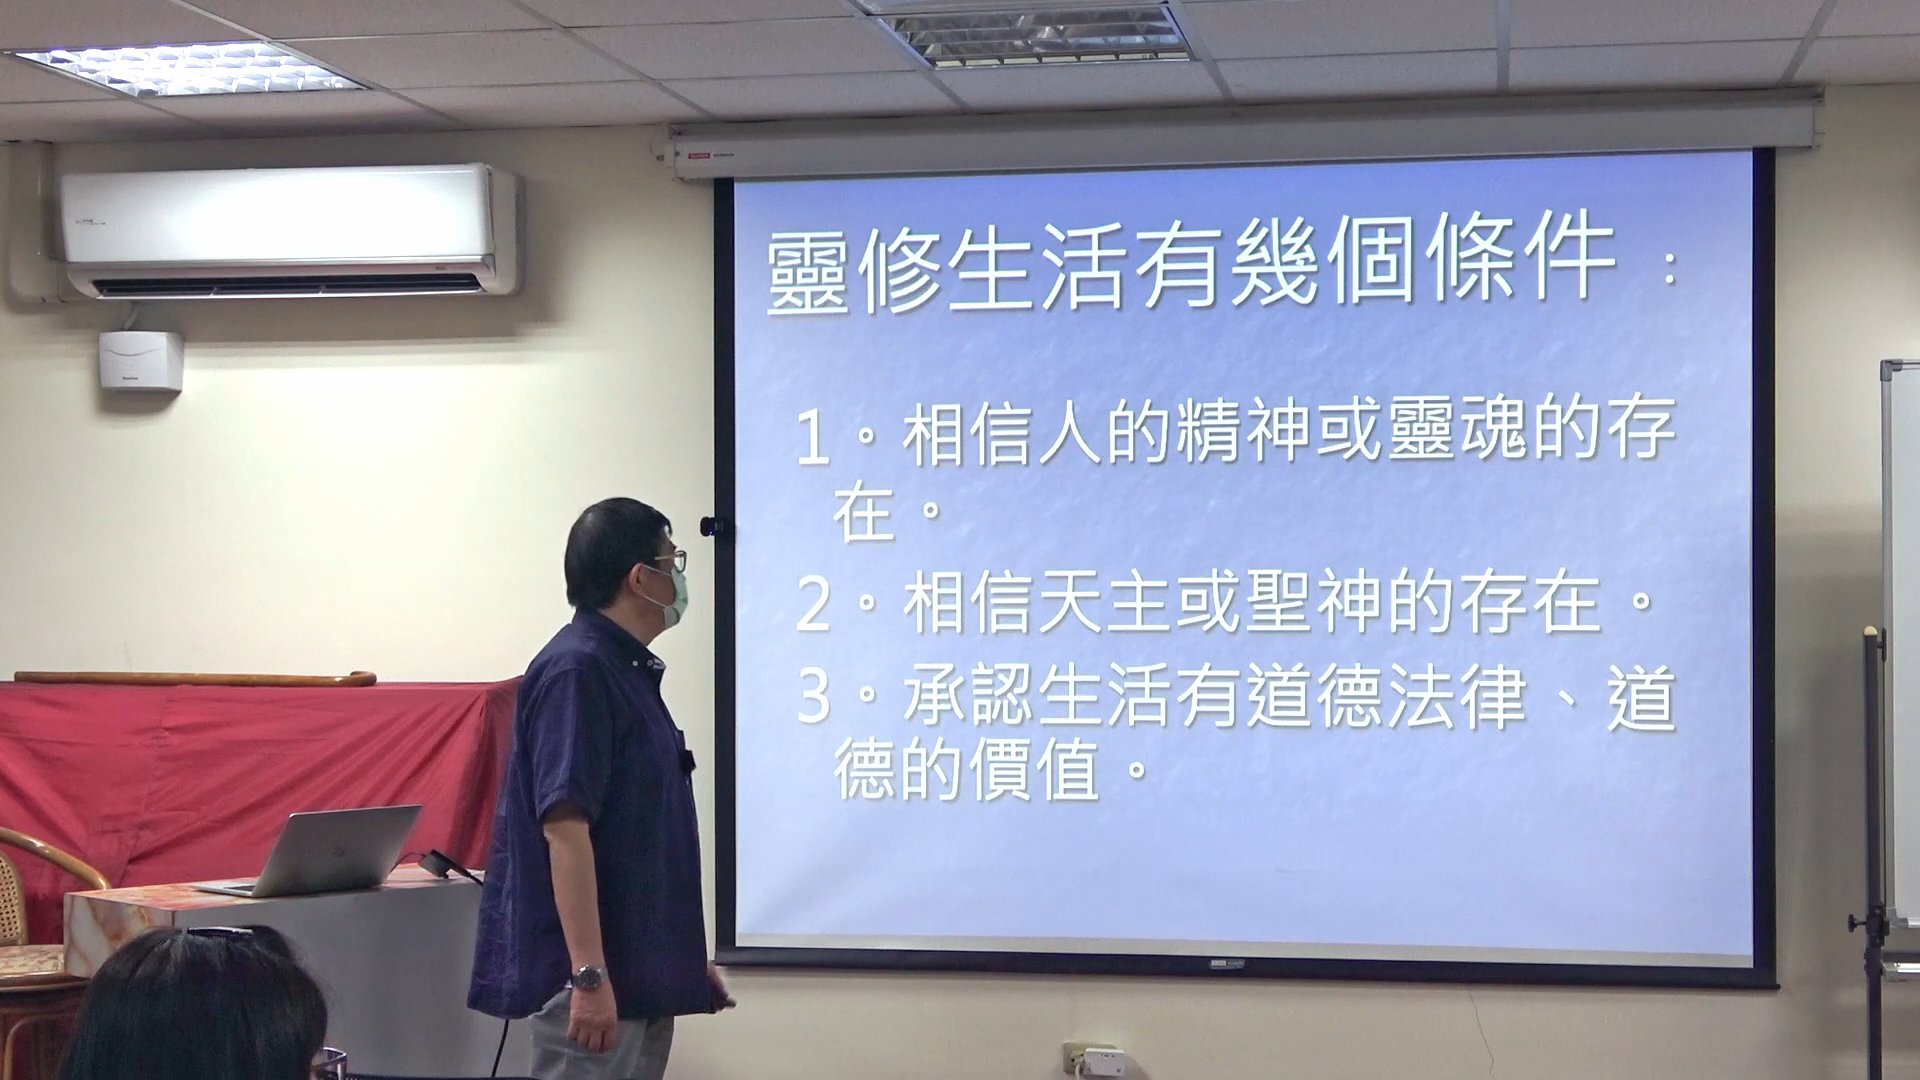 靈修生活有幾個條件：
1。相信人的精神或靈魂的存
在。
2。相信天主或聖神的存在。
3。承認生活有道德法律、道
德的價值。